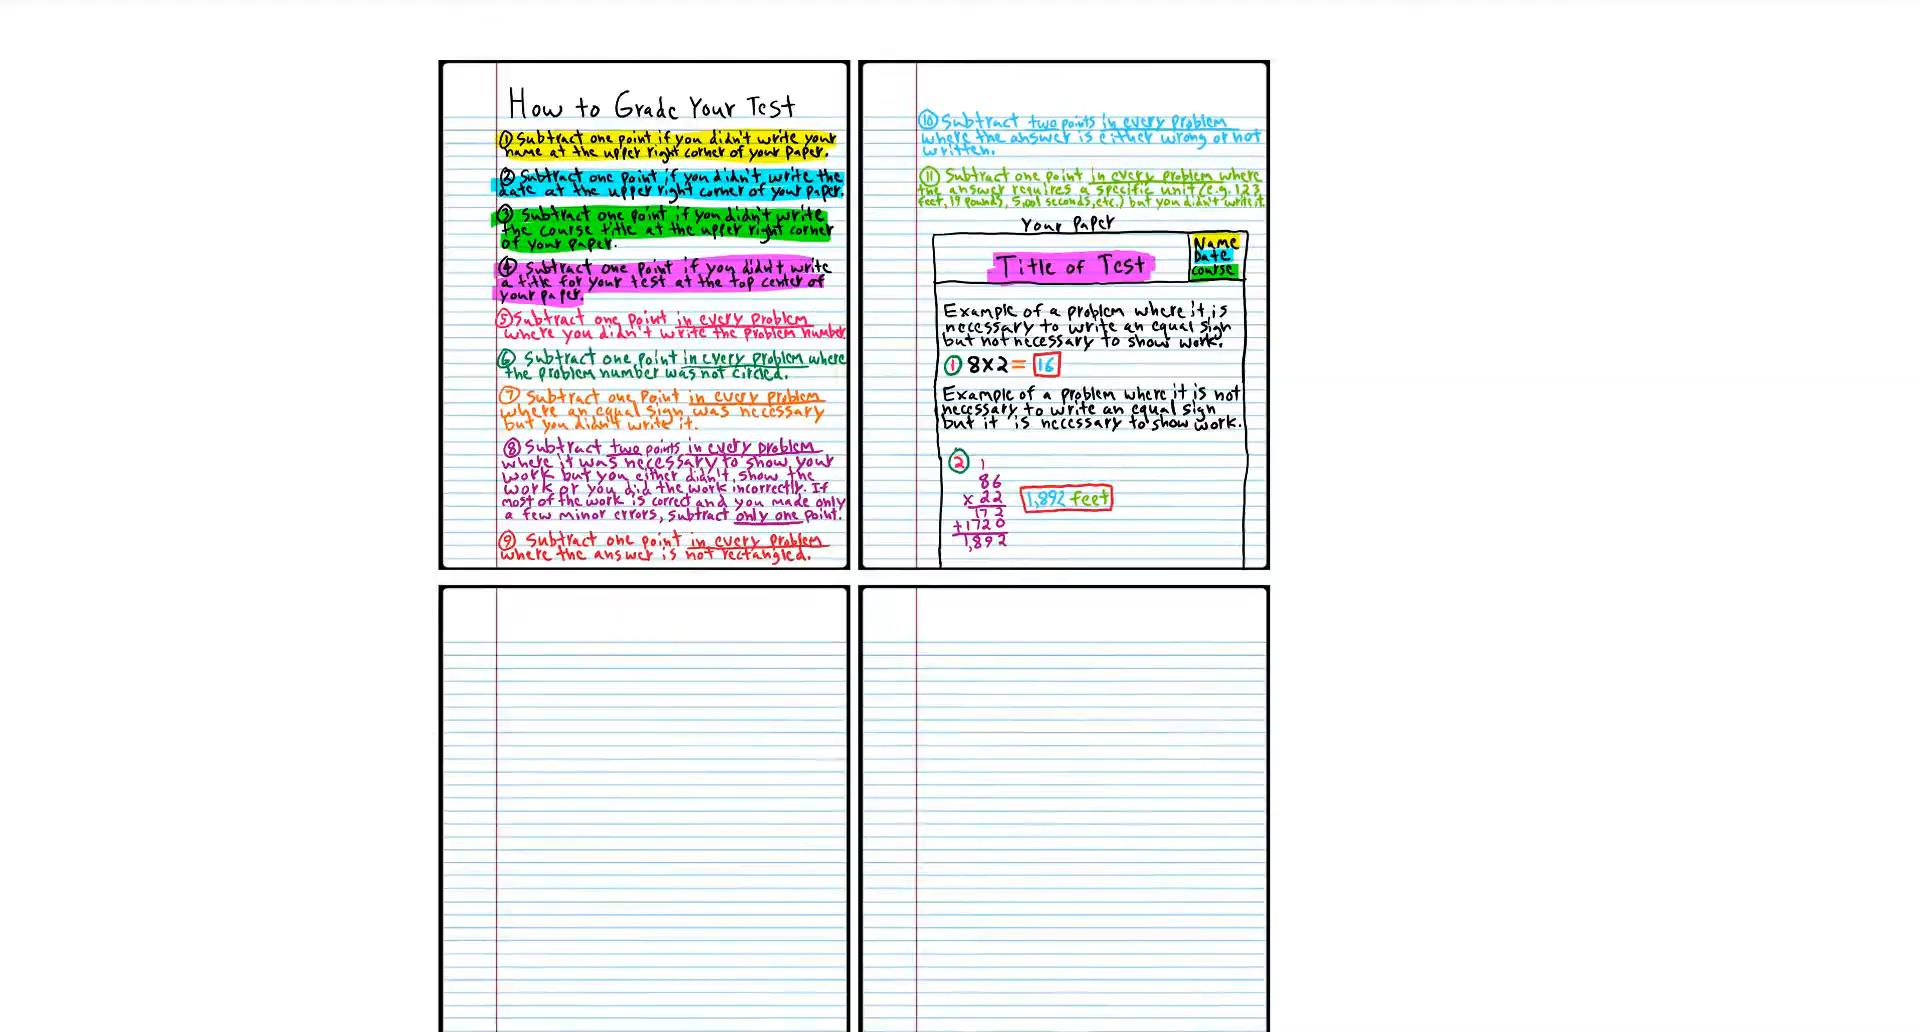 How to Grade Your Test
① Subtract one point if you didn't write your
name at the upper right corner of your paper.
② Subtract one point if you didn't write the
date at the upper right corner of your paper.
③ Subtract one point if you didn't write
the course title at the upper right corner
of your paper.
④ Subtract one point if you didn't write
a title for your test at the top center of
your paper.
⑤ Subtract one point in every problem
where you didn't write the problem number.
⑥ Subtract one point in every problem where
the problem number was not circled.
⑦ Subtract one Point in every problem
where an equal sign was necessary
but you didn't write it.
⑧ Subtract two points in every problem
where it was necessary to show your
work but you either didn't show the
work or you did the work incorrectly. If
most of the work is correct and you made only
a few minor errors, subtract only one point.
⑨ Subtract one point in every problem
where the answer is not rectangled.
⑩ Subtract two points in every problem
where the answer is either wrong or not
written.
⑪ Subtract one point in every problem where
the answer requires a specific unit (e.g. 123
feet, 19 pounds, 5,001 seconds, etc.) but you didn't write it.
Your Paper
Title of Test
Name
Date
Course
Example of a problem where it is
necessary to write an equal sign
but not necessary to show work.
① 8×2= 16
Example of a problem where it is not
necessary to write an equal sign
but it is necessary to show work.
② 1
86
x 22
172
+1720
1,892
1,892 feet